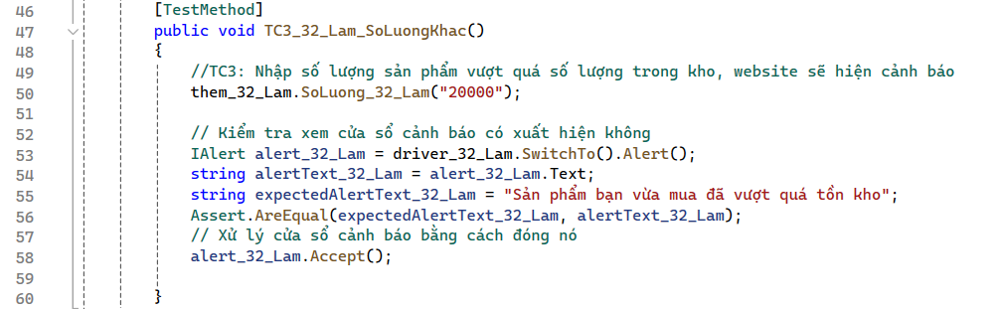 46 [TestMethod]
47 public void TC3_32_Lam_SoLuongKhac()
48 {
49 //TC3: Nhập số lượng sản phẩm vượt quá số lượng trong kho, website sẽ hiện cảnh báo
50 them_32_Lam.SoLuong_32_Lam("20000");
51
52 // Kiểm tra xem cửa sổ cảnh báo có xuất hiện không
53 IAlert alert_32_Lam = driver_32_Lam.SwitchTo().Alert();
54 string alertText_32_Lam = alert_32_Lam.Text;
55 string expectedAlertText_32_Lam = "Sản phẩm bạn vừa mua đã vượt quá tồn kho";
56 Assert.AreEqual(expectedAlertText_32_Lam, alertText_32_Lam);
57 // Xử lý cửa sổ cảnh báo bằng cách đóng nó
58 alert_32_Lam.Accept();
59
60 }